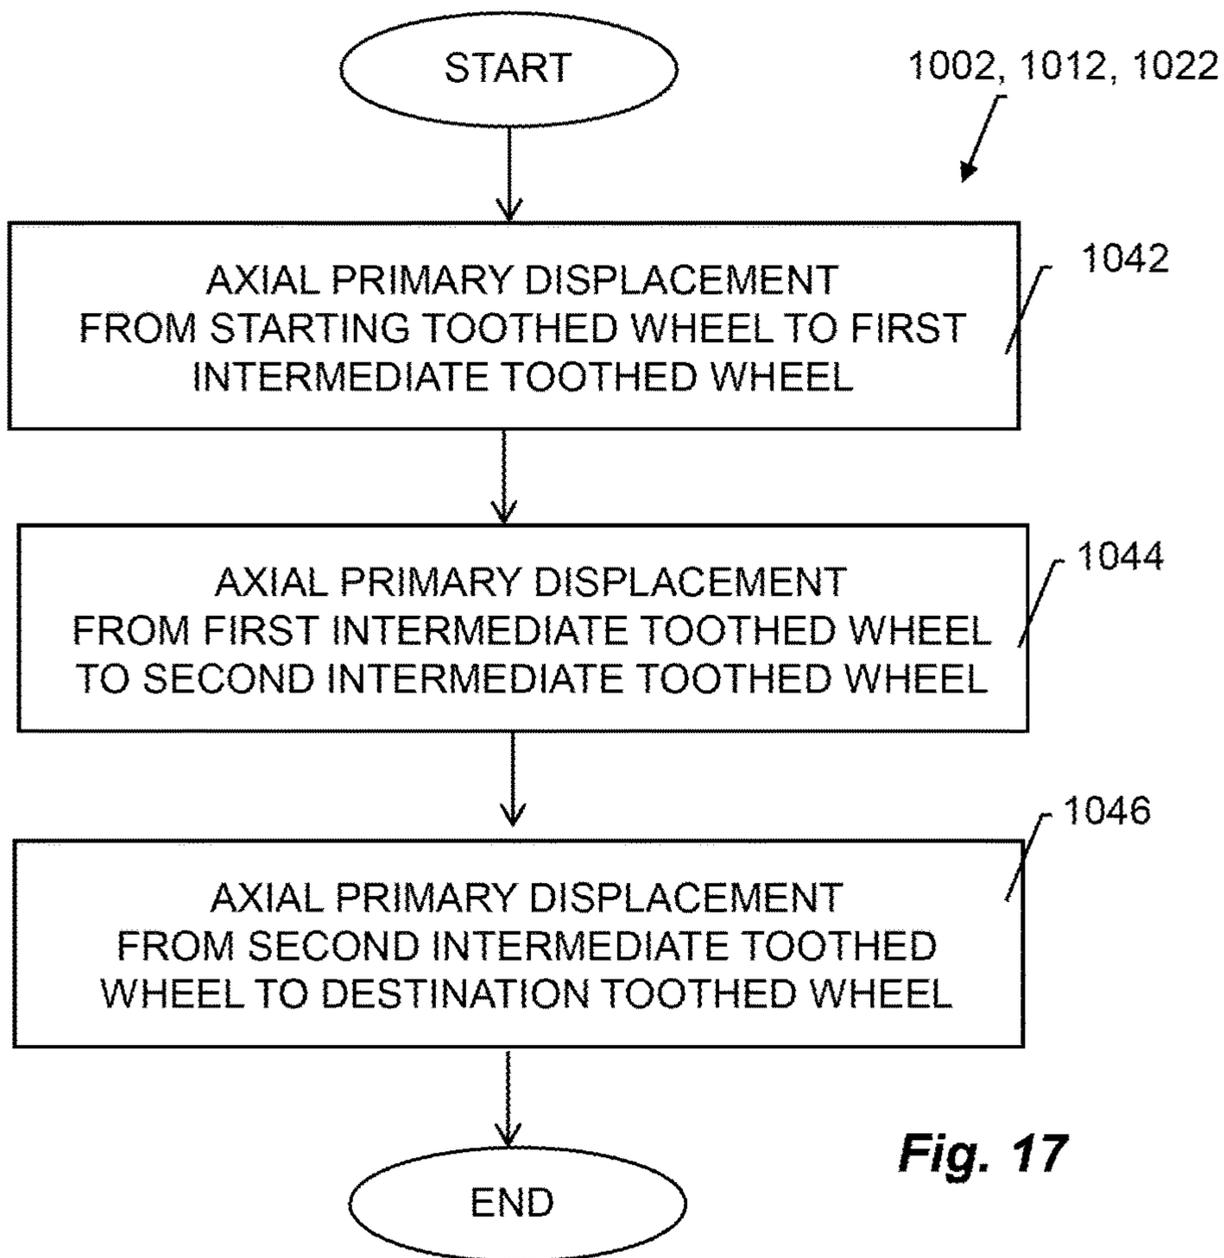 START
1002, 1012, 1022
AXIAL PRIMARY DISPLACEMENT
FROM STARTING TOOTHED WHEEL TO FIRST
INTERMEDIATE TOOTHED WHEEL
1042
AXIAL PRIMARY DISPLACEMENT
FROM FIRST INTERMEDIATE TOOTHED WHEEL
TO SECOND INTERMEDIATE TOOTHED WHEEL
1044
AXIAL PRIMARY DISPLACEMENT
FROM SECOND INTERMEDIATE TOOTHED
WHEEL TO DESTINATION TOOTHED WHEEL
1046
END
Fig. 17